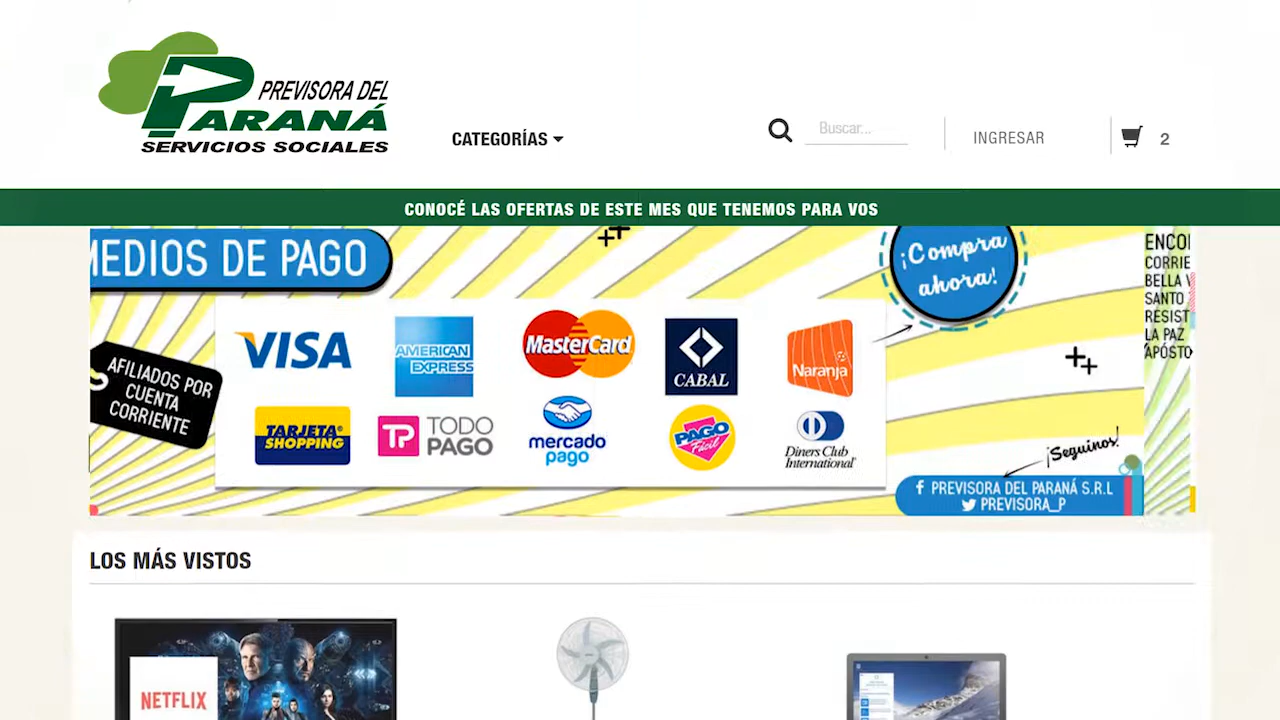 PREVISORA DEL
PARANÁ
SERVICIOS SOCIALES
CATEGORÍAS
Buscar...
INGRESAR
2
CONOCÉ LAS OFERTAS DE ESTE MES QUE TENEMOS PARA VOS
MEDIOS DE PAGO
¡Compra
ahora!
AFILIADOS POR
CUENTA
CORRIENTE
VISA
AMERICAN
EXPRESS
MasterCard
CABAL
Naranja
TARJETA
SHOPPING
TP TODO
PAGO
mercado
pago
PAGO
Fácil
Diners Club
International
¡Seguinos!
PREVISORA DEL PARANÁ S.R.L
PREVISORA_P
CORRIE
BELLA
SANTO
RESIST
LA PAZ
LOS MÁS VISTOS
NETFLIX